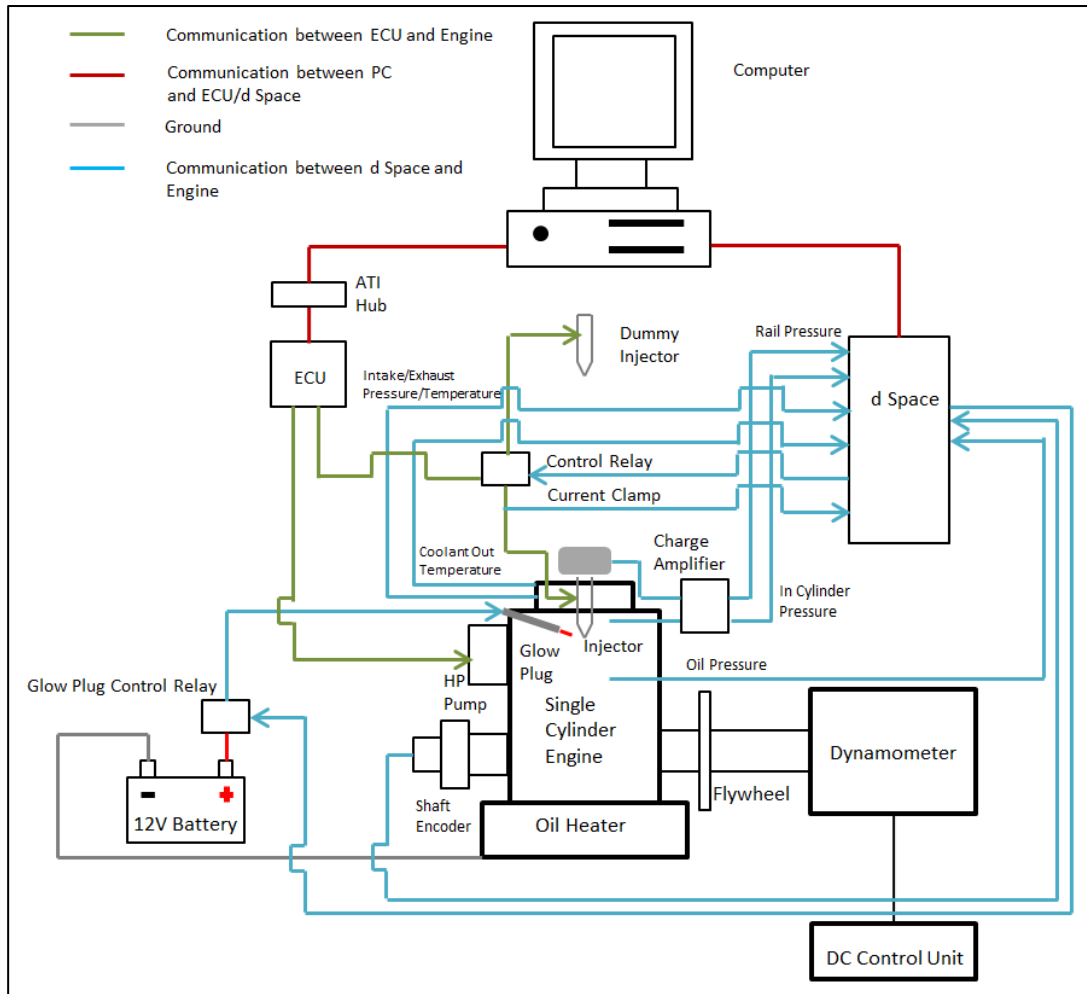 Communication between ECU and Engine
Communication between PC
and ECU/d Space
Ground
Communication between d Space and
Engine
Computer
ATI
Hub
ECU
Dummy
Injector
Rail Pressure
Intake/Exhaust
Pressure/Temperature
d Space
Control Relay
Current Clamp
Charge
Amplifier
Coolant Out
Temperature
In Cylinder
Pressure
Injector
Glow
Plug
Oil Pressure
HP
Pump
Glow Plug Control Relay
Single
Cylinder
Engine
Dynamometer
Flywheel
- +
12V Battery
Shaft
Encoder
Oil Heater
DC Control Unit